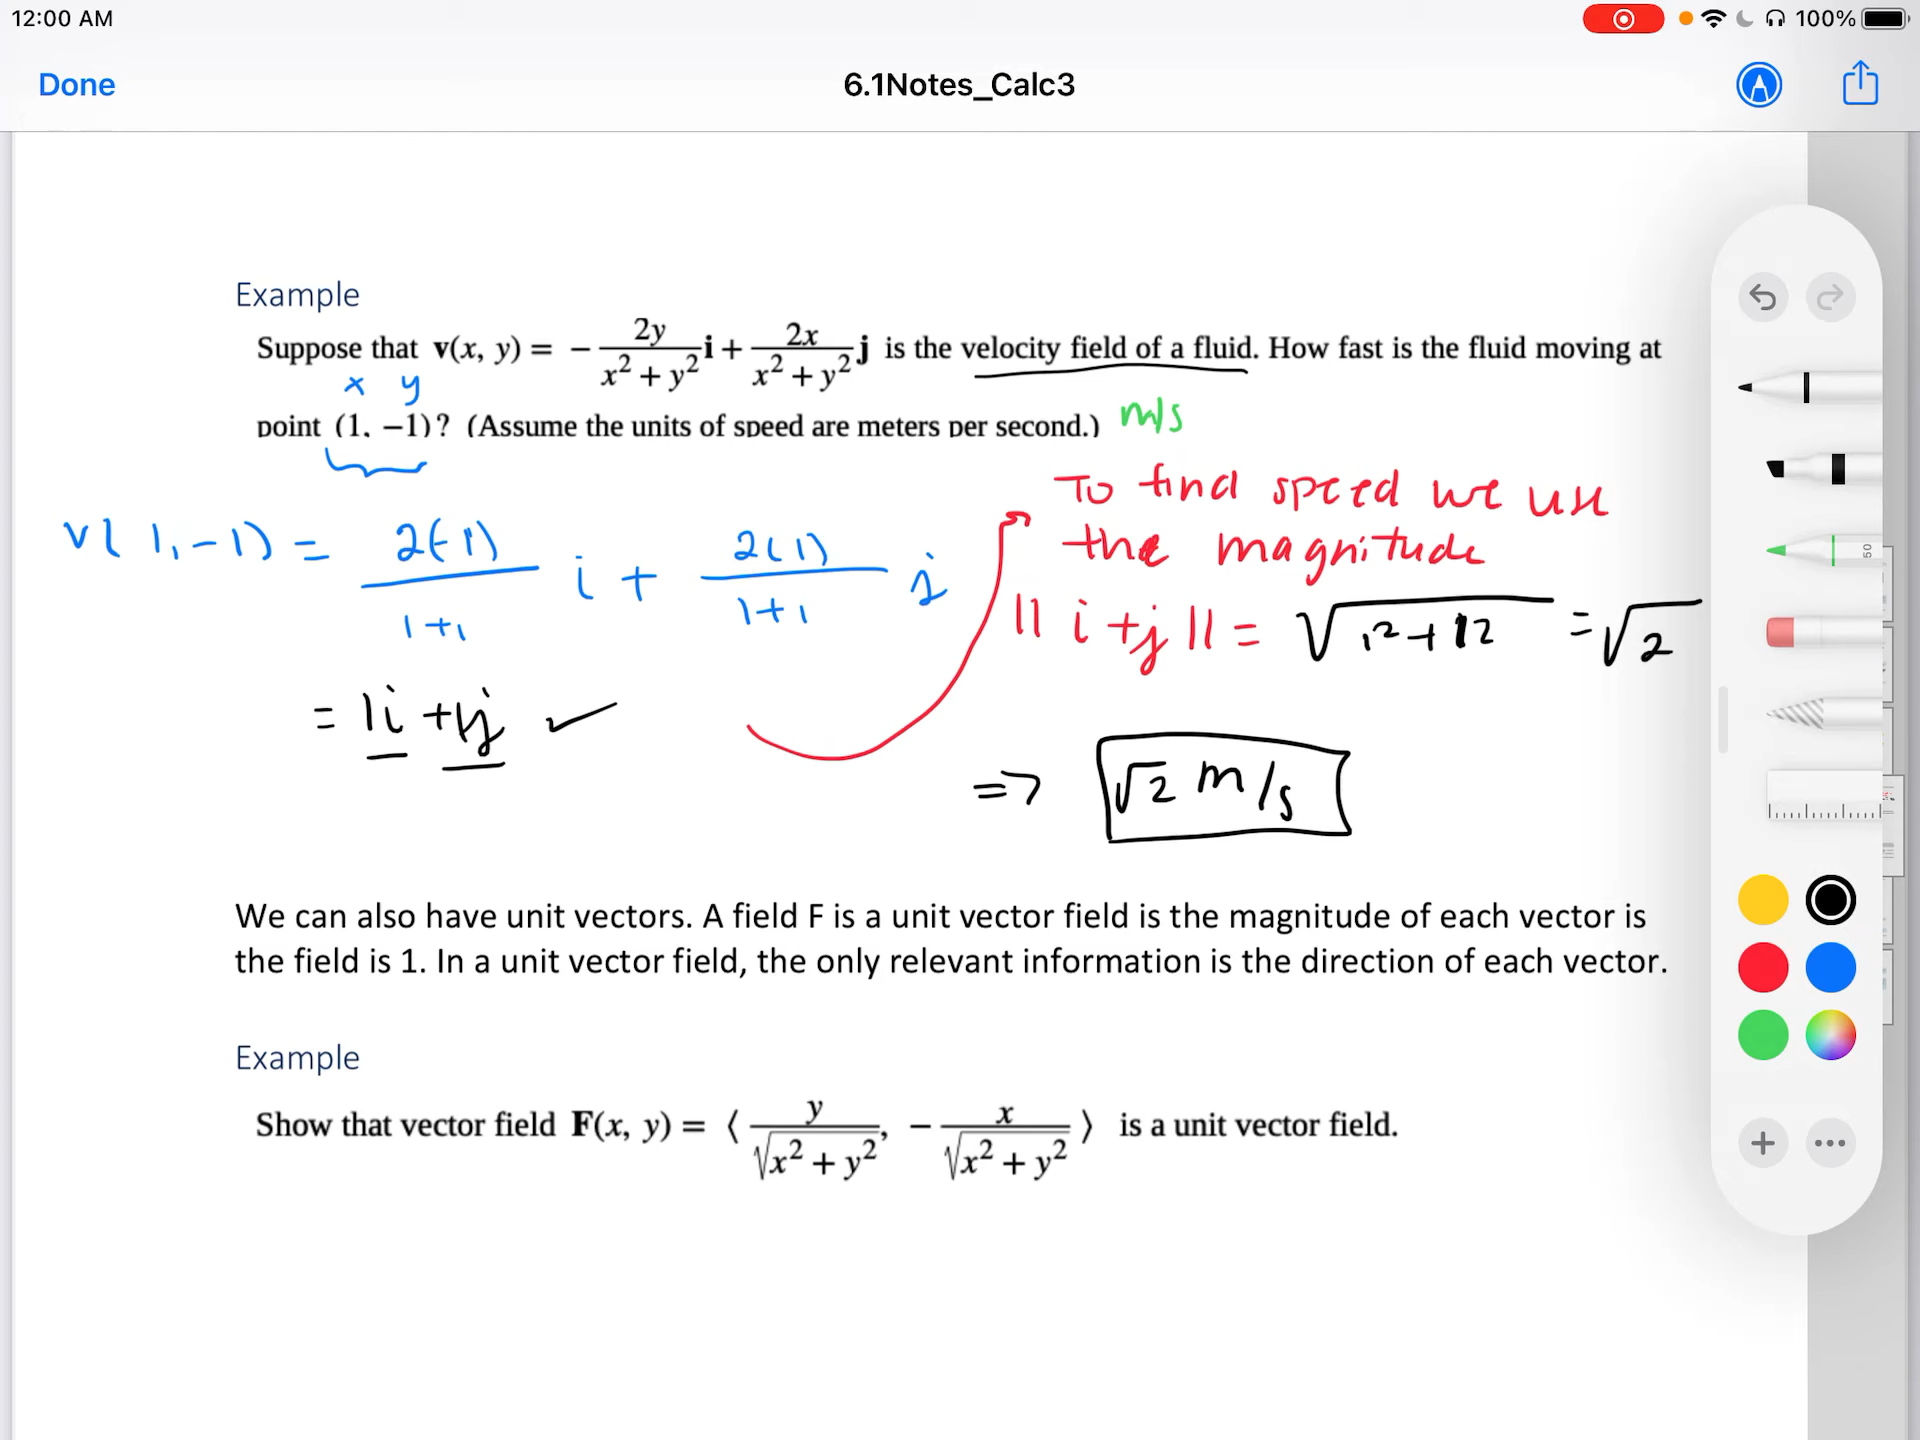 12:00 AM
100%
Done
6.1Notes_Calc3
Example
Suppose that v(x, y) = − 2y/(x² + y²) i + 2x/(x² + y²) j is the velocity field of a fluid. How fast is the fluid moving at
x y
point (1, −1)? (Assume the units of speed are meters per second.) m/s
To find speed we use
the magnitude
v(1,-1) = 2(-1)/(1+1) i + 2(1)/(1+1) j
|| i + j || = √(1²+1²) = √2
= 1i + 1j ✓
=> √2 m/s
We can also have unit vectors. A field F is a unit vector field is the magnitude of each vector is
the field is 1. In a unit vector field, the only relevant information is the direction of each vector.
Example
Show that vector field F(x, y) = ⟨ y/√(x² + y²), − x/√(x² + y²) ⟩ is a unit vector field.
50